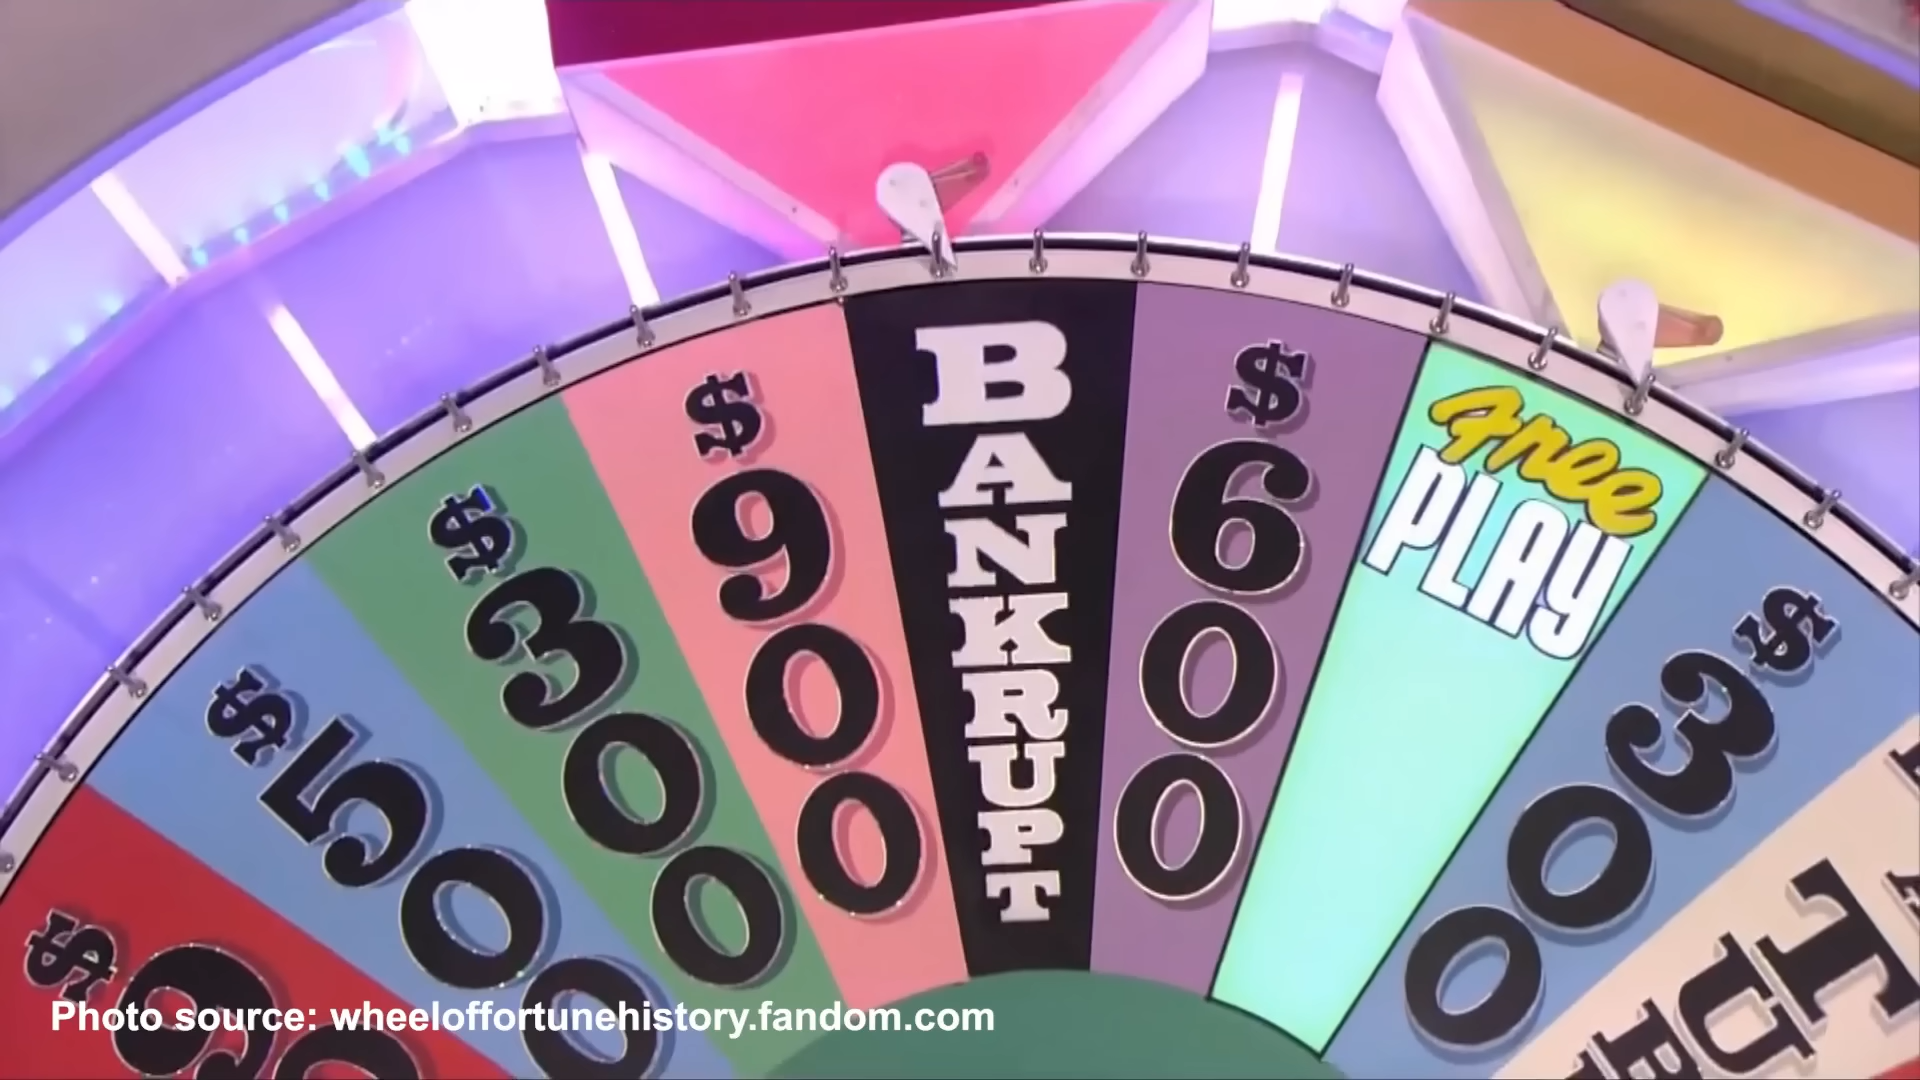 $900
BANKRUPT
$600
Free
PLAY
$300
$500
$300
Photo source: wheeloffortunehistory.fandom.com